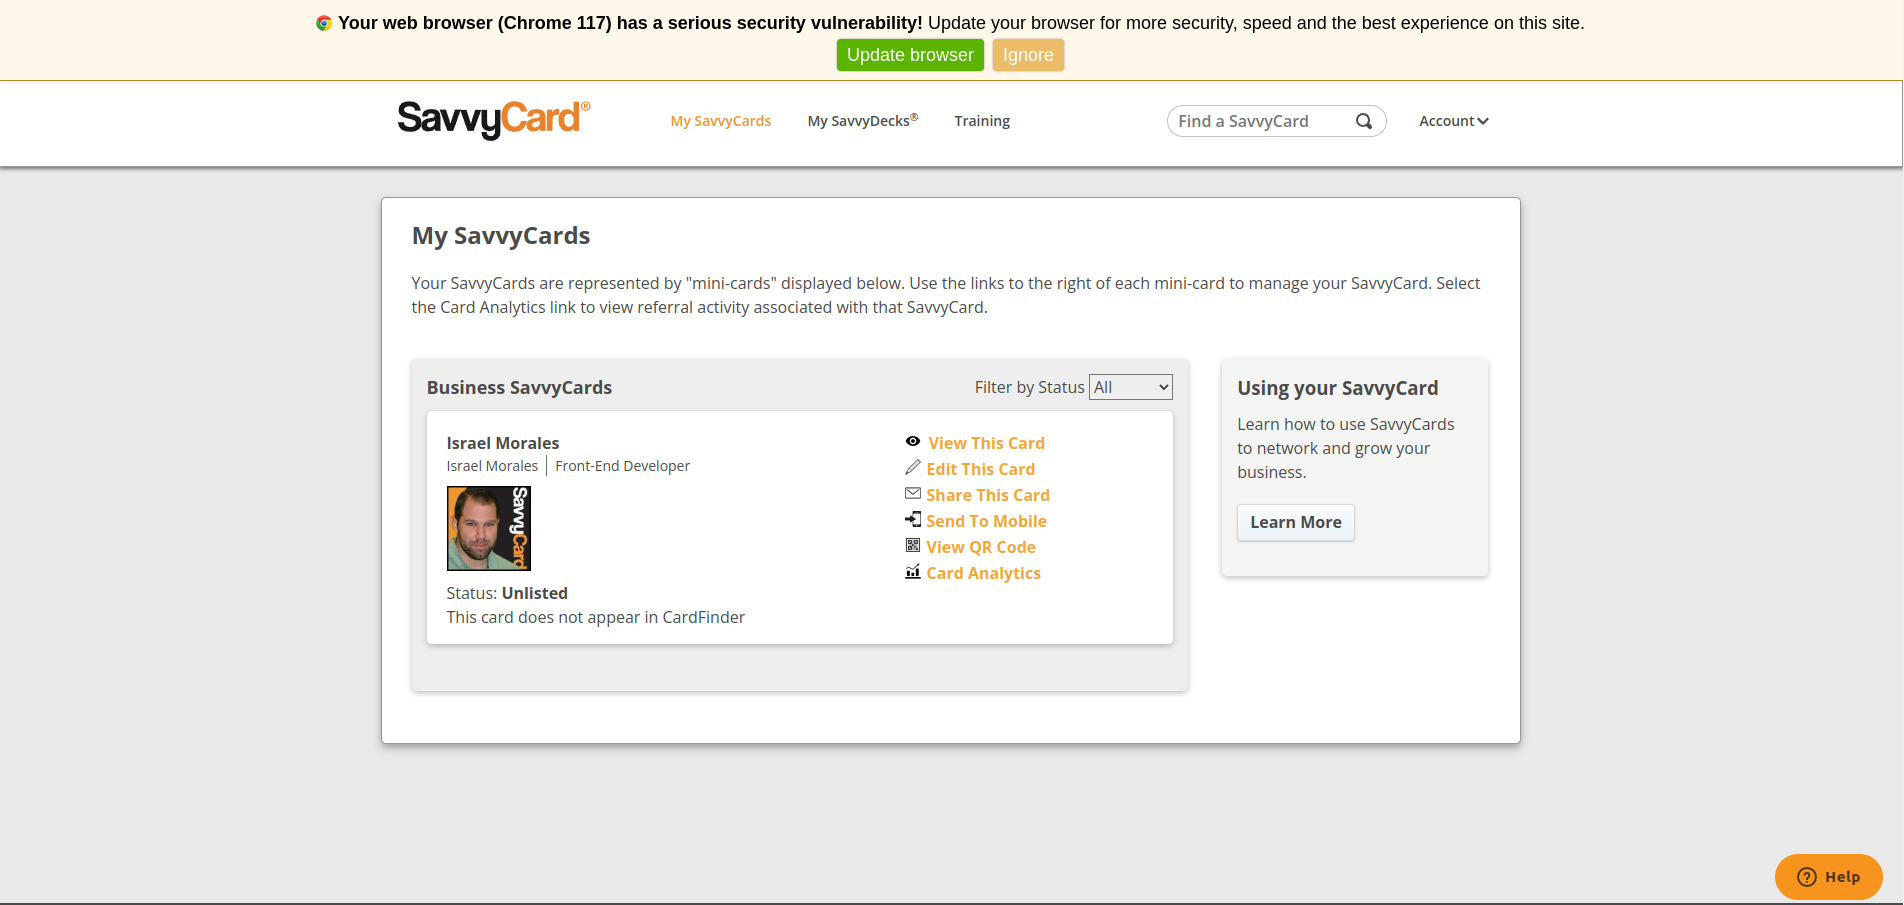 Your web browser (Chrome 117) has a serious security vulnerability! Update your browser for more security, speed and the best experience on this site.
Update browser Ignore
SavvyCard® My SavvyCards My SavvyDecks® Training Find a SavvyCard Account
My SavvyCards
Your SavvyCards are represented by "mini-cards" displayed below. Use the links to the right of each mini-card to manage your SavvyCard. Select
the Card Analytics link to view referral activity associated with that SavvyCard.
Business SavvyCards
Filter by Status All
Israel Morales
Israel Morales Front-End Developer
SavvyCard
Status: Unlisted
This card does not appear in CardFinder
View This Card
Edit This Card
Share This Card
Send To Mobile
View QR Code
Card Analytics
Using your SavvyCard
Learn how to use SavvyCards
to network and grow your
business.
Learn More
Help